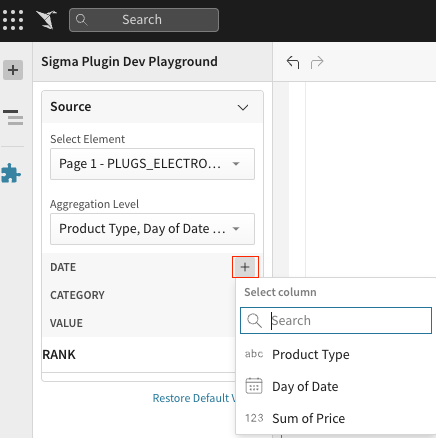 Search
Sigma Plugin Dev Playground
Source
Select Element
Page 1 - PLUGS_ELECTRO...
Aggregation Level
Product Type, Day of Date ...
DATE
CATEGORY
Select column
VALUE
Search
RANK
abc Product Type
Day of Date
Restore Default V
123 Sum of Price